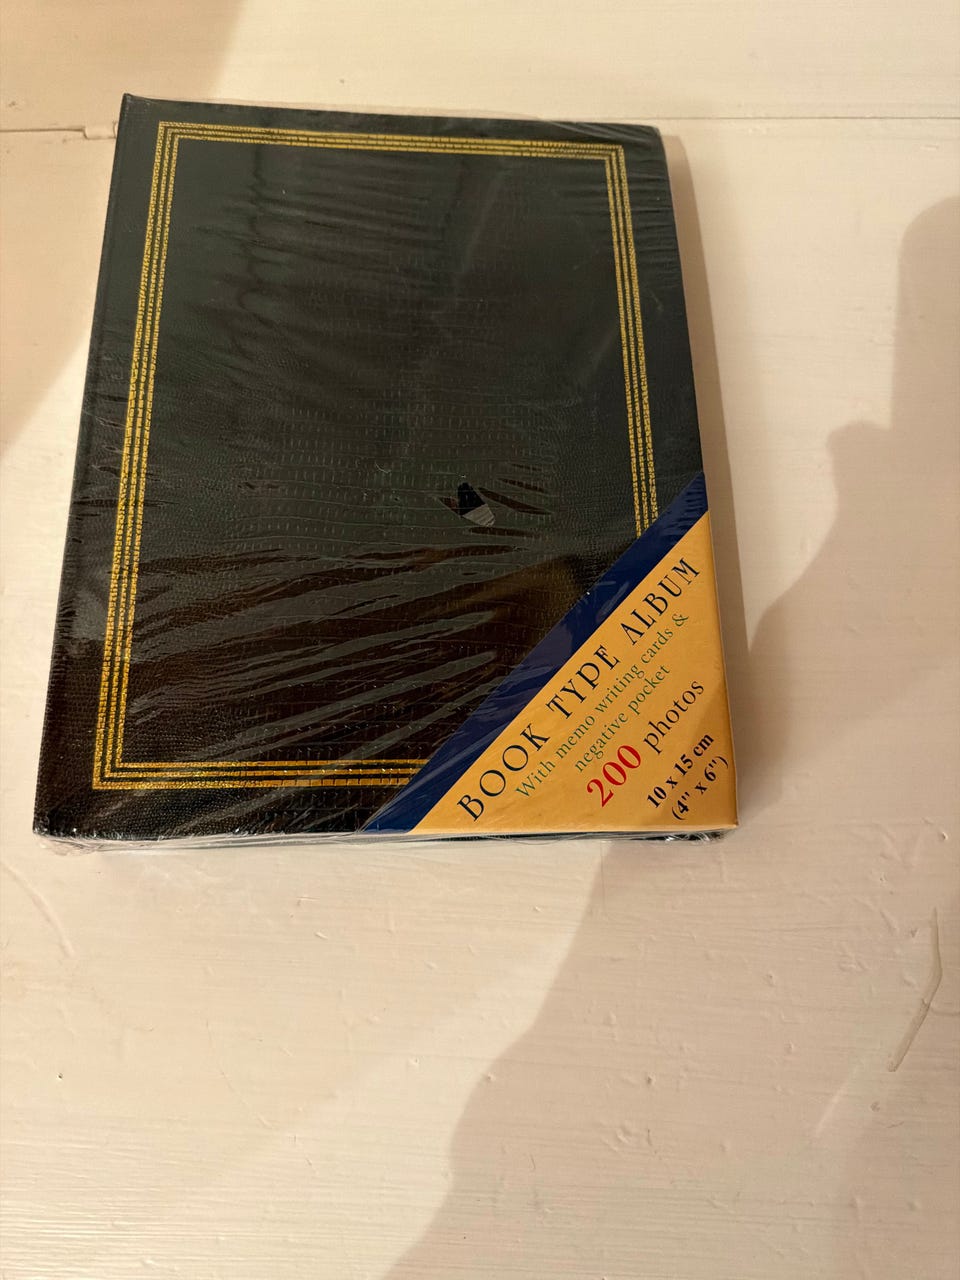 BOOK TYPE ALBUM
With memo writing cards &
negative pocket
200 photos
10 x 15 cm
(4" x 6")